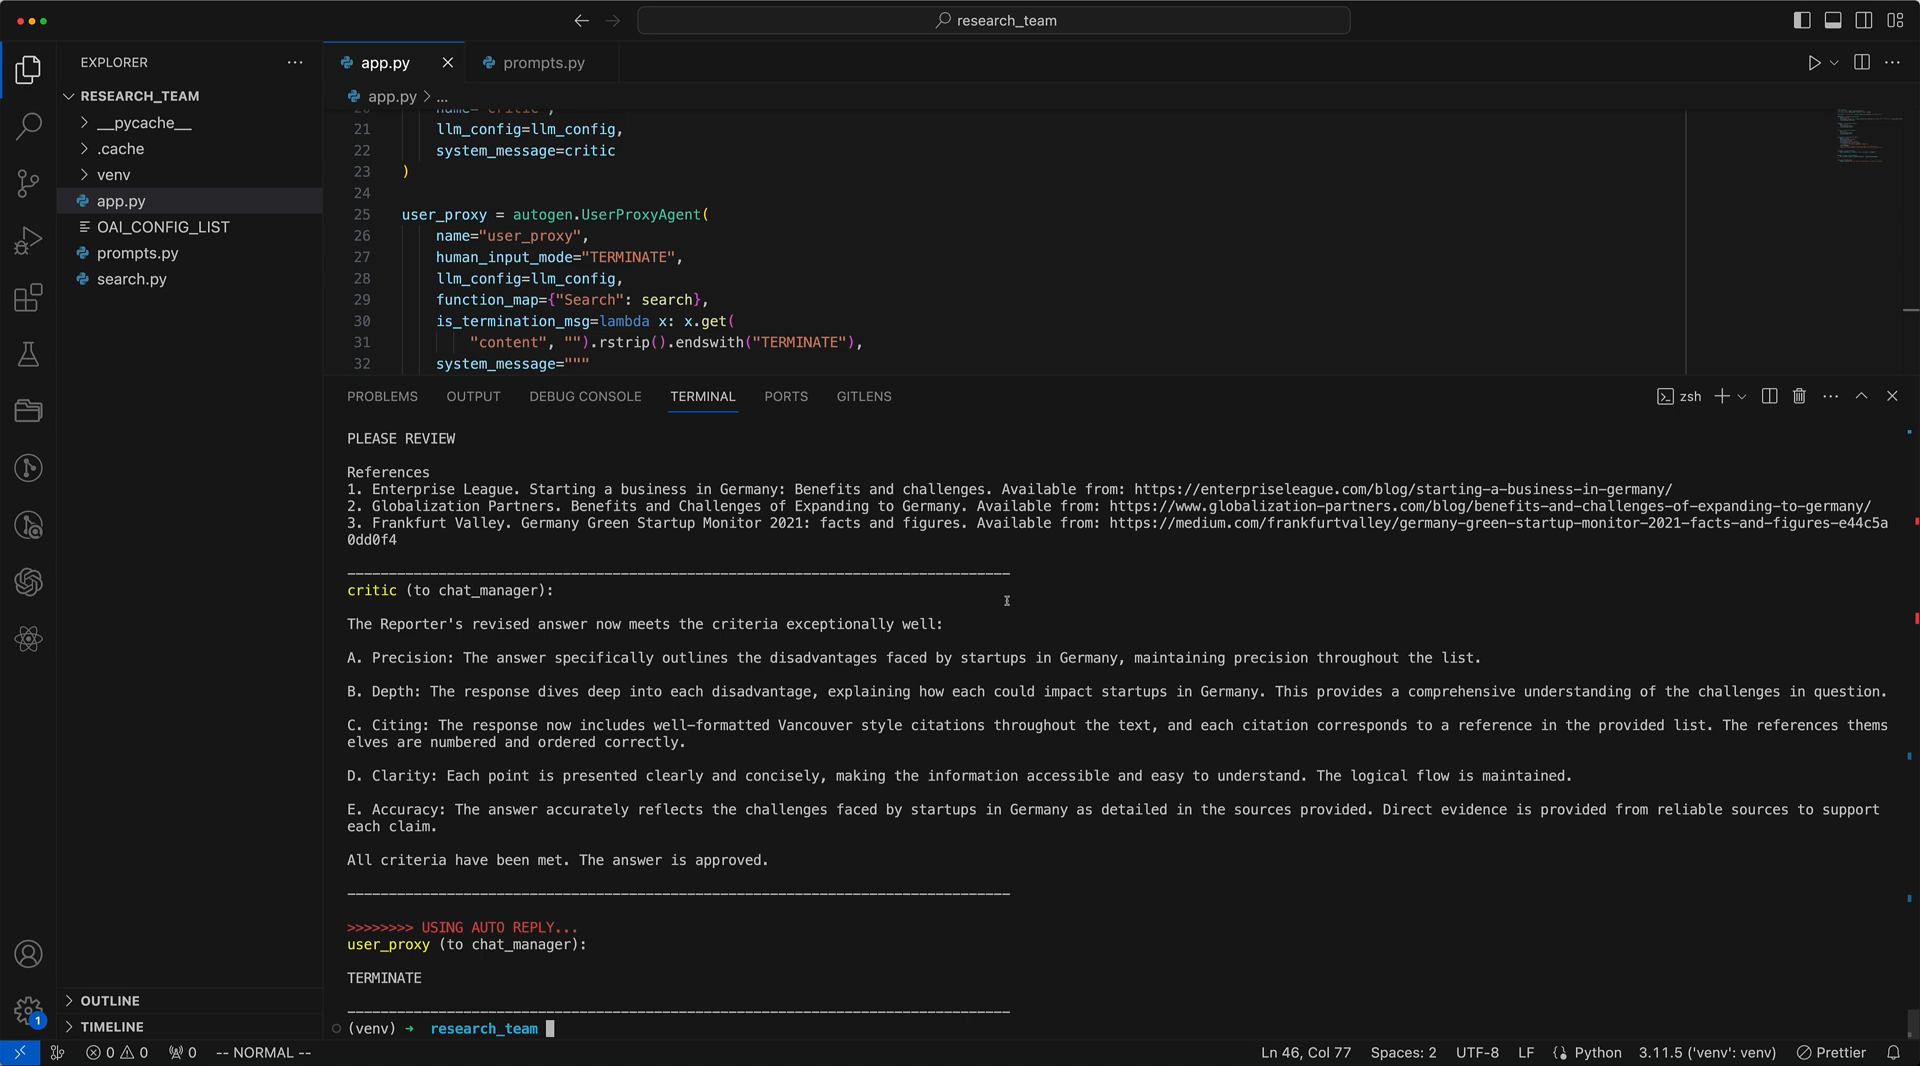 research_team
EXPLORER
RESEARCH_TEAM
__pycache__
.cache
venv
app.py
OAI_CONFIG_LIST
prompts.py
search.py
OUTLINE
TIMELINE
app.py
prompts.py
app.py > ...
20 name="critic",
21 llm_config=llm_config,
22 system_message=critic
23 )
24
25 user_proxy = autogen.UserProxyAgent(
26 name="user_proxy",
27 human_input_mode="TERMINATE",
28 llm_config=llm_config,
29 function_map={"Search": search},
30 is_termination_msg=lambda x: x.get(
31 "content", "").rstrip().endswith("TERMINATE"),
32 system_message="""
PROBLEMS OUTPUT DEBUG CONSOLE TERMINAL PORTS GITLENS
zsh
PLEASE REVIEW
References
1. Enterprise League. Starting a business in Germany: Benefits and challenges. Available from: https://enterpriseleague.com/blog/starting-a-business-in-germany/
2. Globalization Partners. Benefits and Challenges of Expanding to Germany. Available from: https://www.globalization-partners.com/blog/benefits-and-challenges-of-expanding-to-germany/
3. Frankfurt Valley. Germany Green Startup Monitor 2021: facts and figures. Available from: https://medium.com/frankfurtvalley/germany-green-startup-monitor-2021-facts-and-figures-e44c5a
0dd0f4
--------------------------------------------------------------------------------
critic (to chat_manager):
The Reporter's revised answer now meets the criteria exceptionally well:
A. Precision: The answer specifically outlines the disadvantages faced by startups in Germany, maintaining precision throughout the list.
B. Depth: The response dives deep into each disadvantage, explaining how each could impact startups in Germany. This provides a comprehensive understanding of the challenges in question.
C. Citing: The response now includes well-formatted Vancouver style citations throughout the text, and each citation corresponds to a reference in the provided list. The references thems
elves are numbered and ordered correctly.
D. Clarity: Each point is presented clearly and concisely, making the information accessible and easy to understand. The logical flow is maintained.
E. Accuracy: The answer accurately reflects the challenges faced by startups in Germany as detailed in the sources provided. Direct evidence is provided from reliable sources to support
each claim.
All criteria have been met. The answer is approved.
--------------------------------------------------------------------------------
>>>>>>>> USING AUTO REPLY...
user_proxy (to chat_manager):
TERMINATE
--------------------------------------------------------------------------------
(venv) → research_team
1
0 0 0 -- NORMAL -- Ln 46, Col 77 Spaces: 2 UTF-8 LF Python 3.11.5 ('venv': venv) Prettier